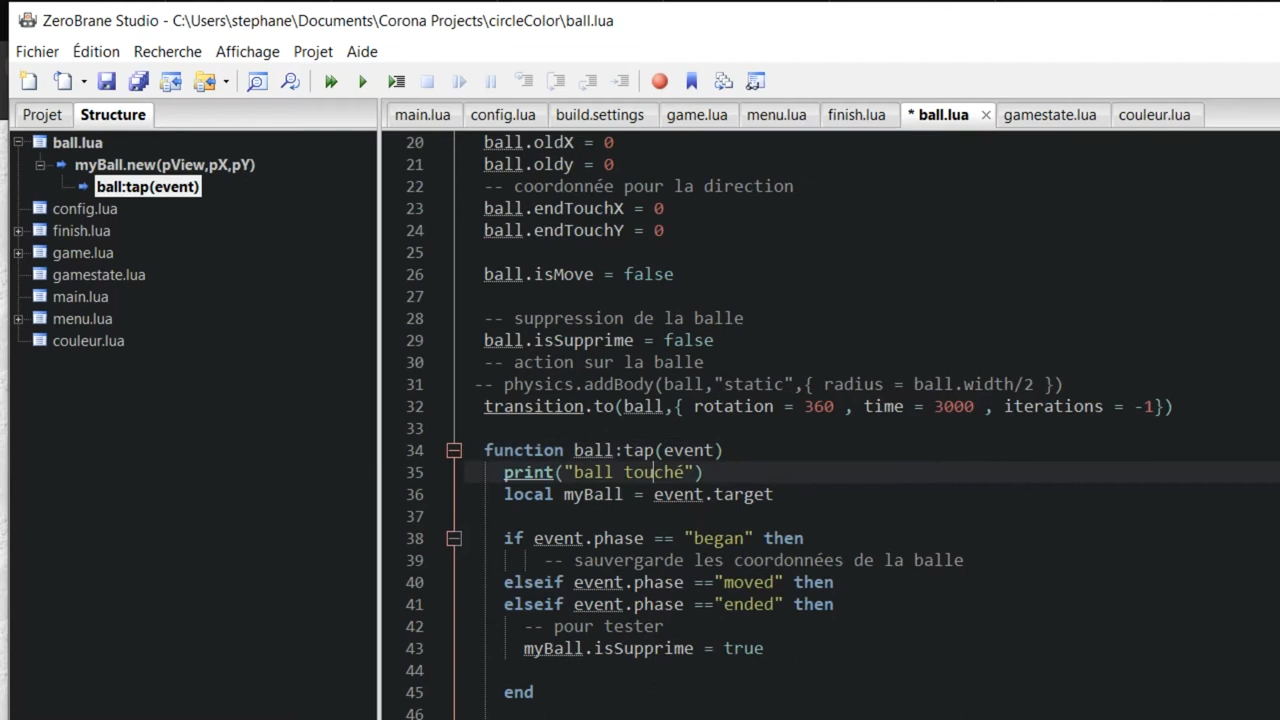 ZeroBrane Studio - C:\Users\stephane\Documents\Corona Projects\circleColor\ball.lua
Fichier Édition Recherche Affichage Projet Aide
Projet Structure
main.lua config.lua build.settings game.lua menu.lua finish.lua * ball.lua gamestate.lua couleur.lua
ball.lua
myBall.new(pView,pX,pY)
ball:tap(event)
config.lua
finish.lua
game.lua
gamestate.lua
main.lua
menu.lua
couleur.lua
20 ball.oldX = 0
21 ball.oldy = 0
22 -- coordonnée pour la direction
23 ball.endTouchX = 0
24 ball.endTouchY = 0
25
26 ball.isMove = false
27
28 -- suppression de la balle
29 ball.isSupprime = false
30 -- action sur la balle
31 -- physics.addBody(ball,"static",{ radius = ball.width/2 })
32 transition.to(ball,{ rotation = 360 , time = 3000 , iterations = -1})
33
34 function ball:tap(event)
35 print("ball touché")
36 local myBall = event.target
37
38 if event.phase == "began" then
39 -- sauvergarde les coordonnées de la balle
40 elseif event.phase =="moved" then
41 elseif event.phase =="ended" then
42 -- pour tester
43 myBall.isSupprime = true
44
45 end
46